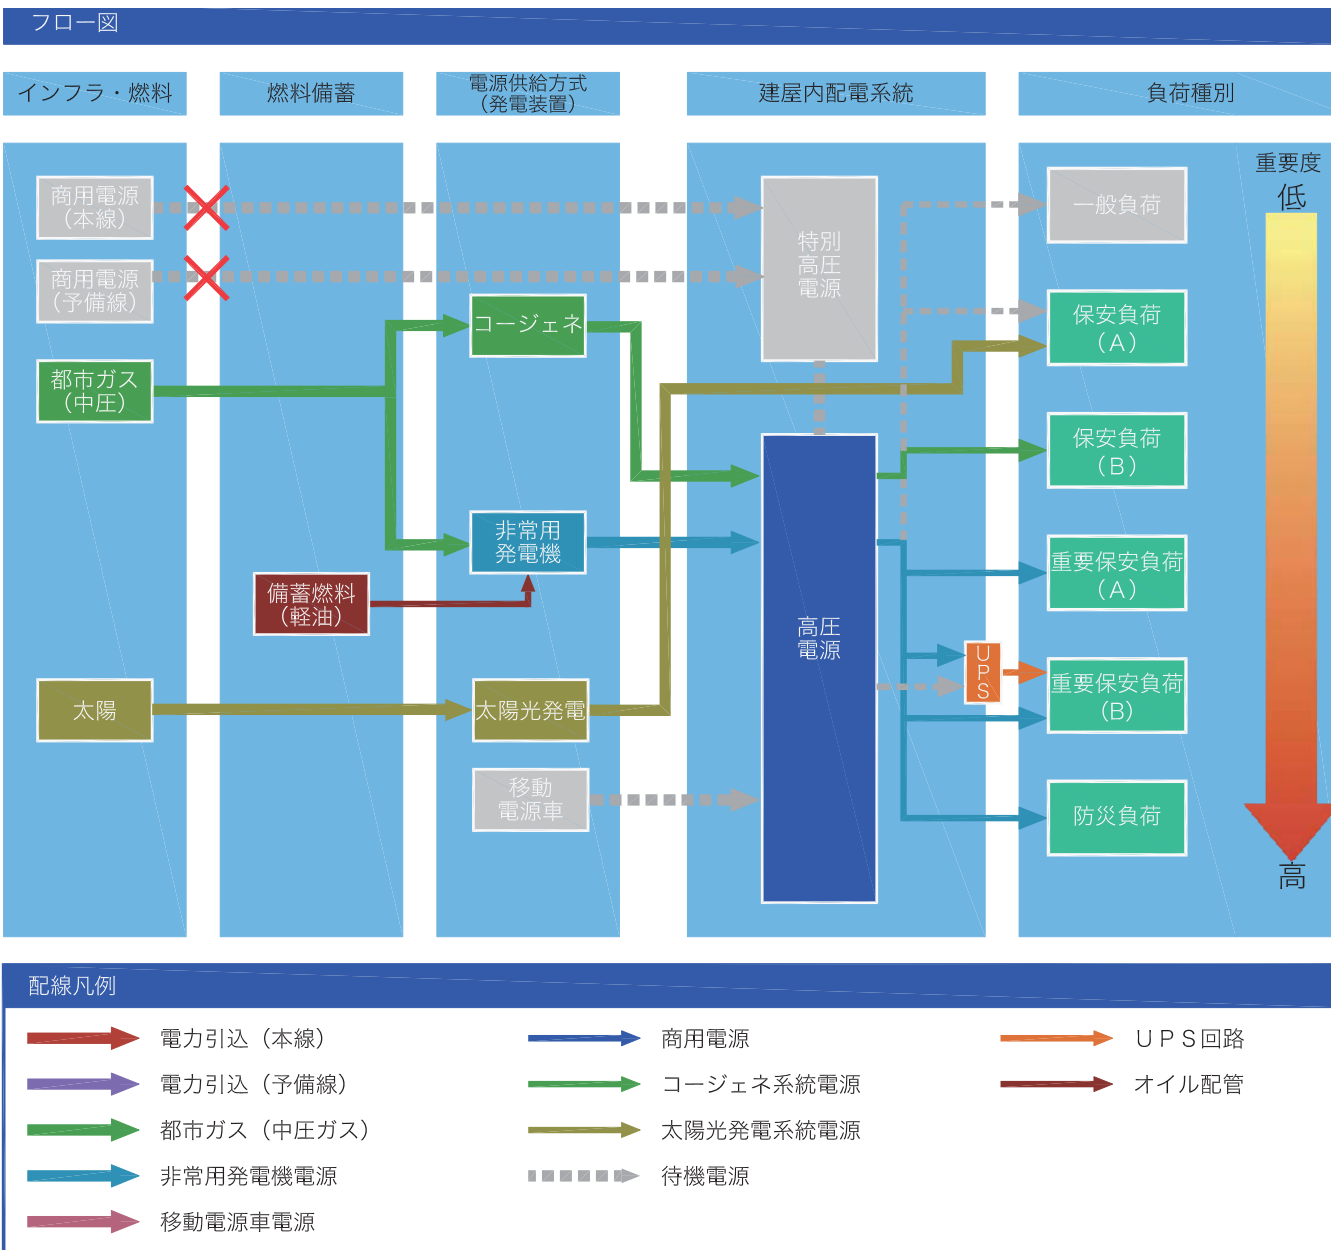 フロー図
インフラ・燃料
燃料備蓄
電源供給方式
（発電装置）
建屋内配電系統
負荷種別
商用電源
（本線）
商用電源
（予備線）
都市ガス
（中圧）
太陽
備蓄燃料
（軽油）
コージェネ
非常用
発電機
太陽光発電
移動
電源車
特別
高圧
電源
高圧
電源
UPS
一般負荷
保安負荷
（A）
保安負荷
（B）
重要保安負荷
（A）
重要保安負荷
（B）
防災負荷
重要度
低
高
配線凡例
電力引込（本線）
電力引込（予備線）
都市ガス（中圧ガス）
非常用発電機電源
移動電源車電源
商用電源
コージェネ系統電源
太陽光発電系統電源
待機電源
ＵＰＳ回路
オイル配管